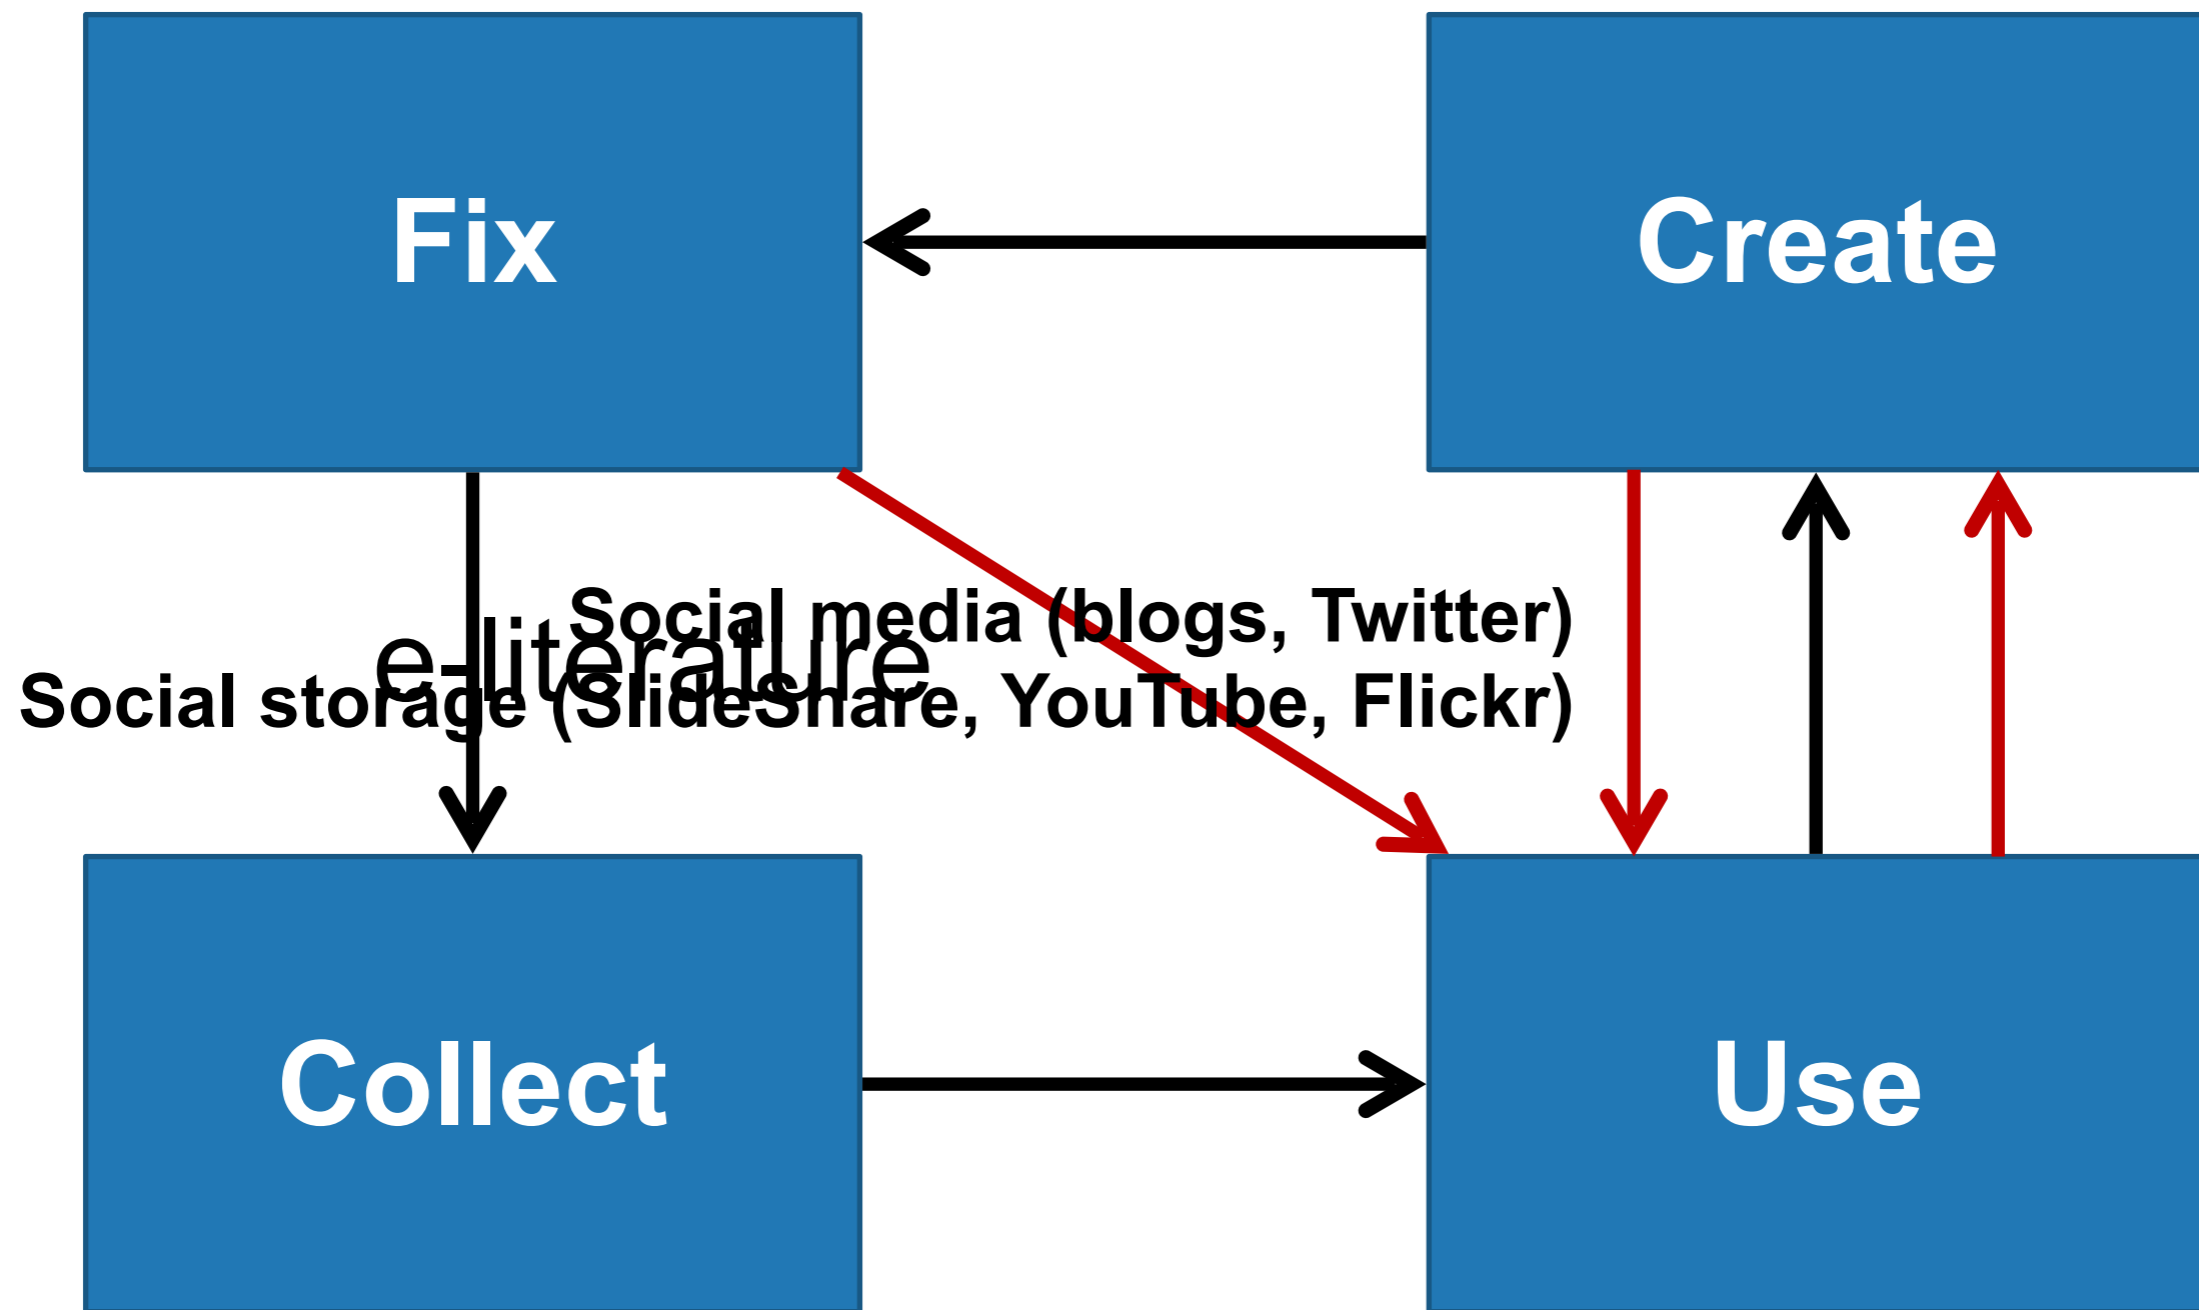 Fix
Create
Social media (blogs, Twitter)
e-literature
Social storage (SlideShare, YouTube, Flickr)
Collect
Use